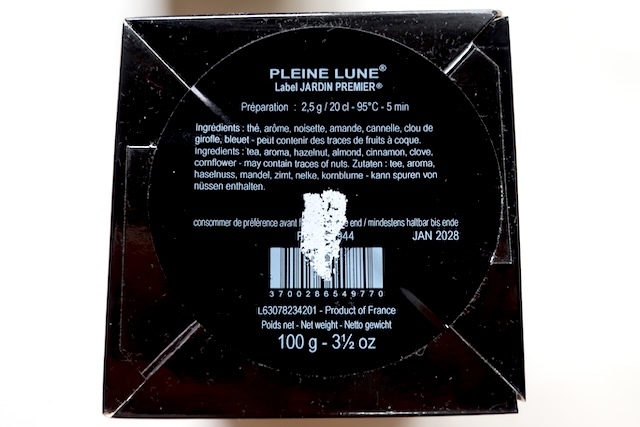 PLEINE LUNE®
Label JARDIN PREMIER®
Préparation : 2,5 g / 20 cl - 95°C - 5 min
Ingrédients : thé, arôme, noisette, amande, cannelle, clou de
girofle, bleuet - peut contenir des traces de fruits à coque.
Ingredients : tea, aroma, hazelnut, almond, cinnamon, clove,
cornflower - may contain traces of nuts. Zutaten : tee, aroma,
haselnuss, mandel, zimt, nelke, kornblume - kann spuren von
nüssen enthalten.
consommer de préférence avant end / mindestens haltbar bis ende
944 JAN 2028
3700286549770
L63078234201 - Product of France
Poids net - Net weight - Netto gewicht
100 g - 3½ oz